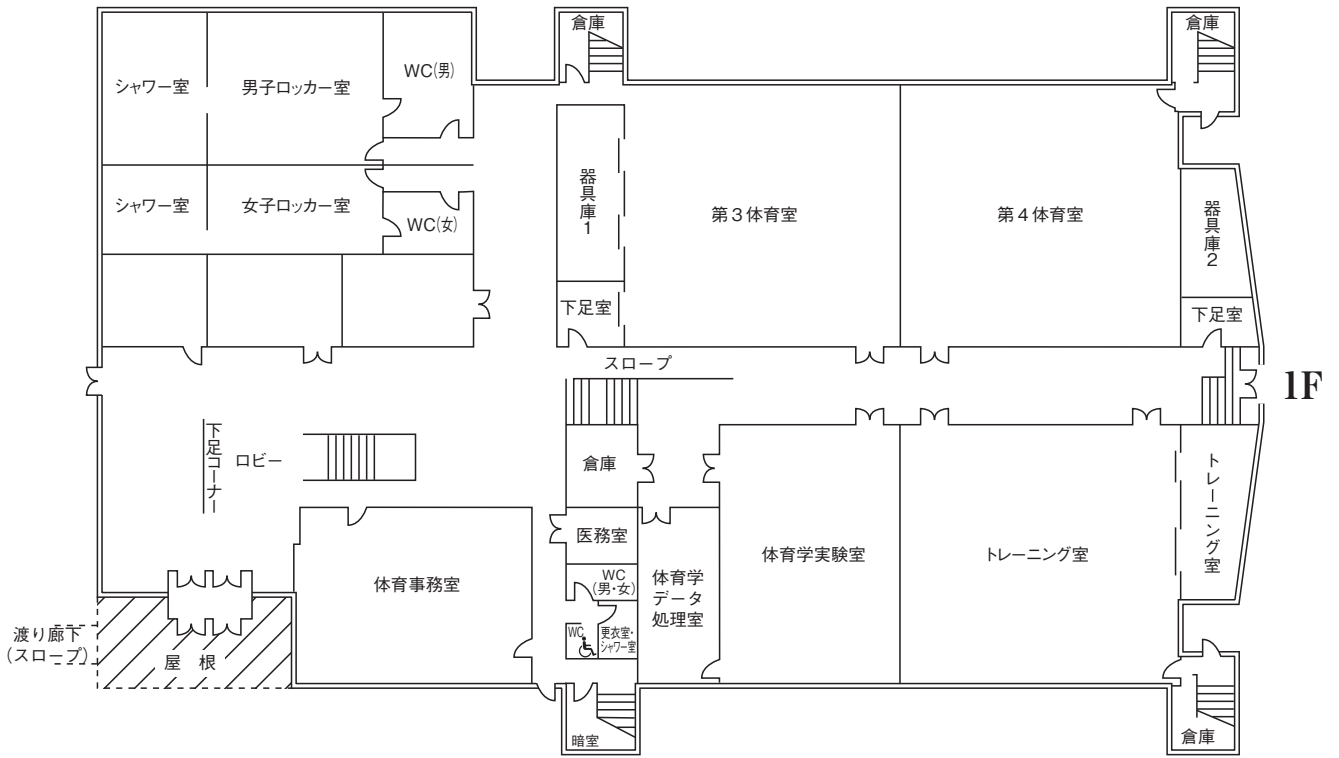 倉庫
倉庫
シャワー室
男子ロッカー室
WC(男)
シャワー室
女子ロッカー室
WC(女)
器具庫1
第3体育室
第4体育室
器具庫2
下足室
下足室
スロープ
1F
下足コーナー
ロビー
倉庫
トレーニング室
医務室
体育学実験室
トレーニング室
体育事務室
WC
(男・女)
体育学
データ
処理室
WC
更衣室・
シャワー室
渡り廊下
(スロープ)
屋根
暗室
倉庫